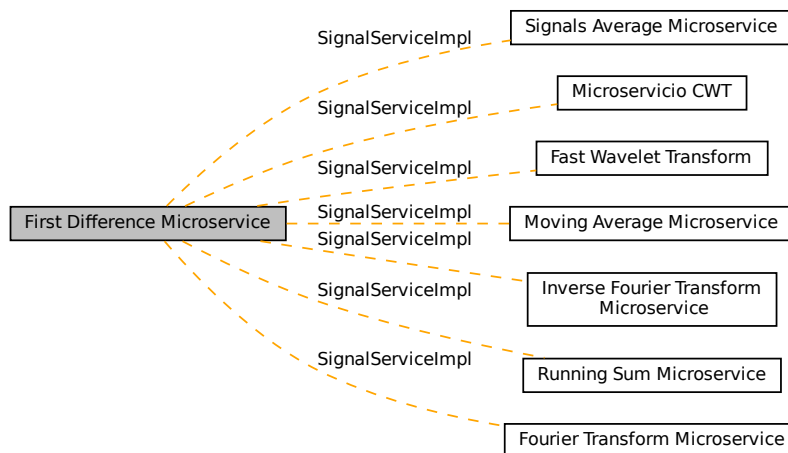 Signals Average Microservice
SignalServiceImpl
Microservicio CWT
SignalServiceImpl
Fast Wavelet Transform
SignalServiceImpl
First Difference Microservice
SignalServiceImpl
Moving Average Microservice
SignalServiceImpl
Inverse Fourier Transform
Microservice
SignalServiceImpl
Running Sum Microservice
SignalServiceImpl
Fourier Transform Microservice